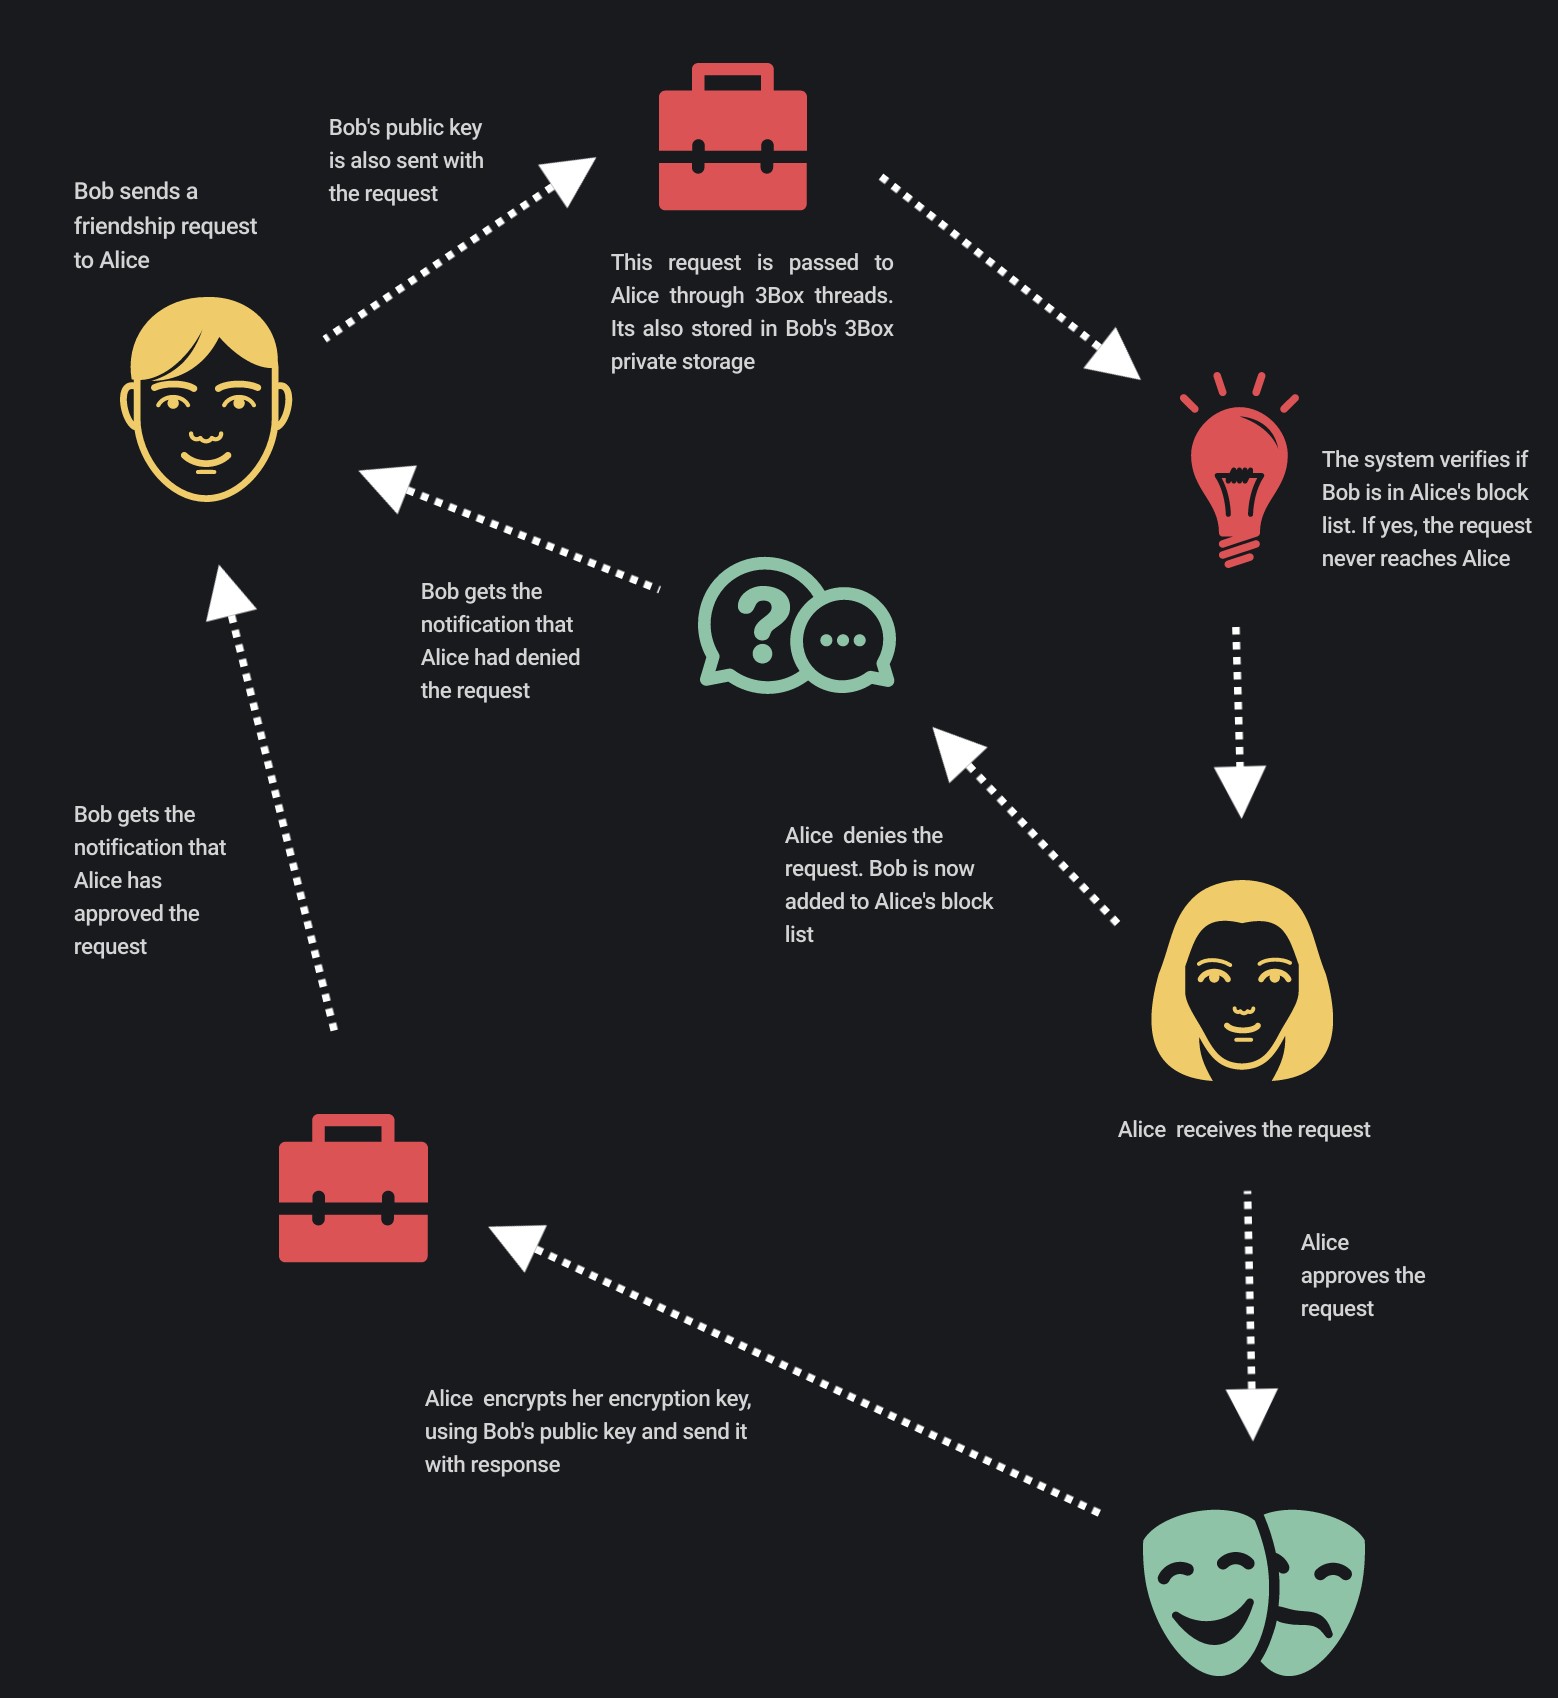 Bob sends a
friendship request
to Alice
Bob's public key
is also sent with
the request
This request is passed to
Alice through 3Box threads.
Its also stored in Bob's 3Box
private storage
The system verifies if
Bob is in Alice's block
list. If yes, the request
never reaches Alice
Bob gets the
notification that
Alice had denied
the request
Alice denies the
request. Bob is now
added to Alice's block
list
Bob gets the
notification that
Alice has
approved the
request
Alice receives the request
Alice
approves the
request
Alice encrypts her encryption key,
using Bob's public key and send it
with response